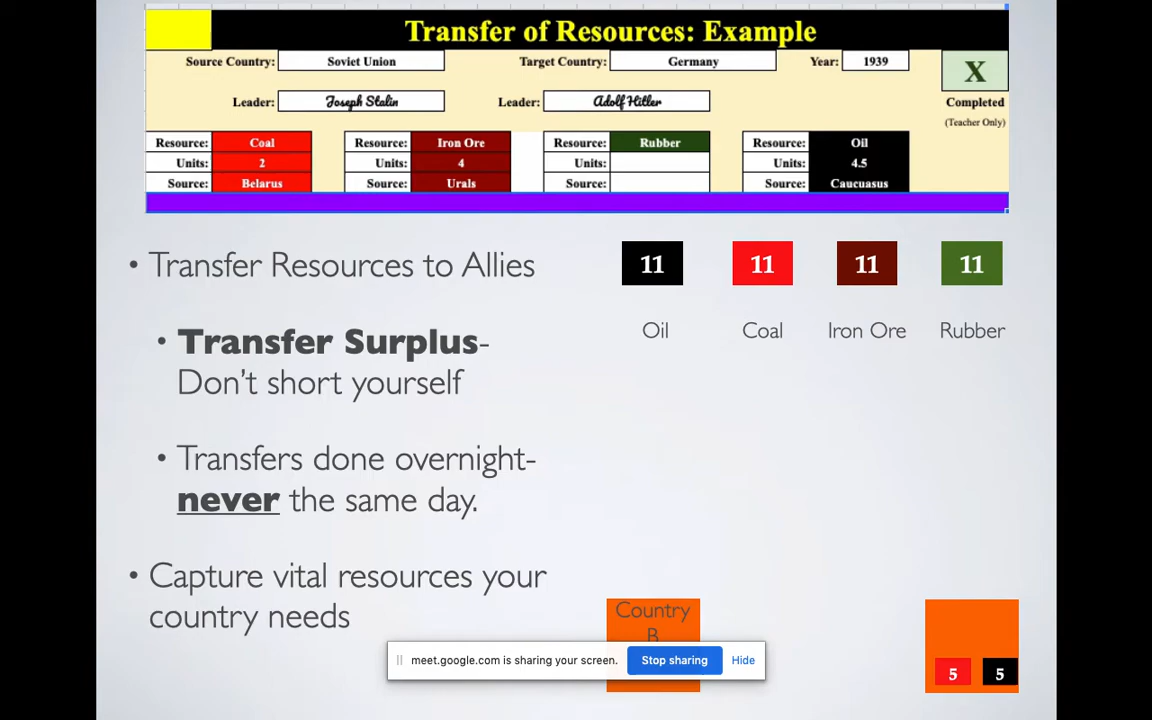 Transfer of Resources: Example
Source Country: Soviet Union Target Country: Germany Year: 1939 X
Leader: Joseph Stalin Leader: Adolf Hitler Completed
(Teacher Only)
Resource: Coal Resource: Iron Ore Resource: Rubber Resource: Oil
Units: 2 Units: 4 Units: Units: 4.5
Source: Belarus Source: Urals Source: Source: Caucuasus
• Transfer Resources to Allies
11 11 11 11
Oil Coal Iron Ore Rubber
• Transfer Surplus-
Don't short yourself
• Transfers done overnight-
never the same day.
• Capture vital resources your
country needs
Country
B
meet.google.com is sharing your screen. Stop sharing Hide
5 5